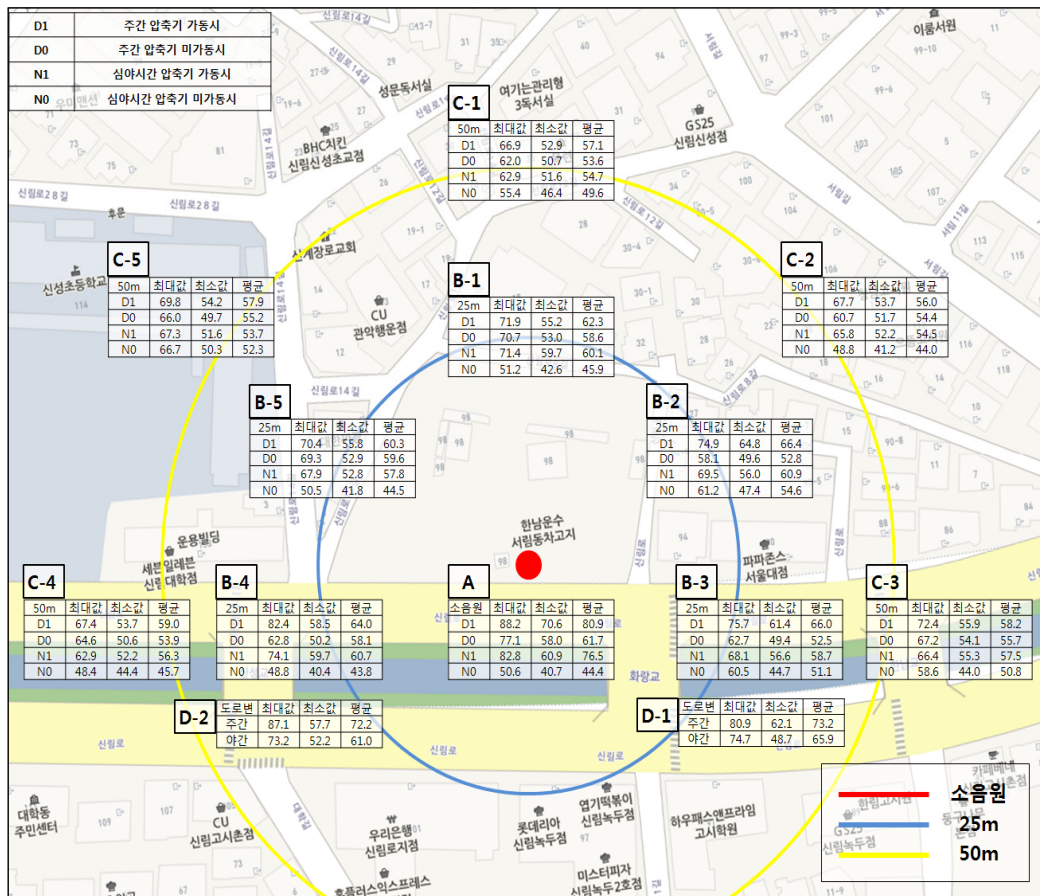 D1 주간 압축기 가동시
D0 주간 압축기 미가동시
N1 심야시간 압축기 가동시
N0 심야시간 압축기 미가동시
신림로14길
성문독서실
여기는관리형
3독서실
이룸서원
BHC치킨
신림신성초교점
GS25
신림신성점
C-1
50m 최대값 최소값 평균
D1 66.9 52.9 57.1
D0 62.0 50.7 53.6
N1 62.9 51.6 54.7
N0 55.4 46.4 49.6
신림로28길
신림로28길
후문
신성초등학교
114
신세장로교회
CU
관악행운점
C-5
50m 최대값 최소값 평균
D1 69.8 54.2 57.9
D0 66.0 49.7 55.2
N1 67.3 51.6 53.7
N0 66.7 50.3 52.3
B-1
25m 최대값 최소값 평균
D1 71.9 55.2 62.3
D0 70.7 53.0 58.6
N1 71.4 59.7 60.1
N0 51.2 42.6 45.9
C-2
50m 최대값 최소값 평균
D1 67.7 53.7 56.0
D0 60.7 51.7 54.4
N1 65.8 52.2 54.5
N0 48.8 41.2 44.0
신림로14길
B-5
25m 최대값 최소값 평균
D1 70.4 55.8 60.3
D0 69.3 52.9 59.6
N1 67.9 52.8 57.8
N0 50.5 41.8 44.5
B-2
25m 최대값 최소값 평균
D1 74.9 64.8 66.4
D0 58.1 49.6 52.8
N1 69.5 56.0 60.9
N0 61.2 47.4 54.6
운용빌딩
세븐일레븐
신림대학점
한남운수
서림동차고지
파파존스
서울대점
C-4
50m 최대값 최소값 평균
D1 67.4 53.7 59.0
D0 64.6 50.6 53.9
N1 62.9 52.2 56.3
N0 48.4 44.4 45.7
B-4
25m 최대값 최소값 평균
D1 82.4 58.5 64.0
D0 62.8 50.2 58.1
N1 74.1 59.7 60.7
N0 48.8 40.4 43.8
A
소음원 최대값 최소값 평균
D1 88.2 70.6 80.9
D0 77.1 58.0 61.7
N1 82.8 60.9 76.5
N0 50.6 40.7 44.4
B-3
25m 최대값 최소값 평균
D1 75.7 61.4 66.0
D0 62.7 49.4 52.5
N1 68.1 56.6 58.7
N0 60.5 44.7 51.1
C-3
50m 최대값 최소값 평균
D1 72.4 55.9 58.2
D0 67.2 54.1 55.7
N1 66.4 55.3 57.5
N0 58.6 44.0 50.8
화랑교
D-2
도로변 최대값 최소값 평균
주간 87.1 57.7 72.2
야간 73.2 52.2 61.0
D-1
도로변 최대값 최소값 평균
주간 80.9 62.1 73.2
야간 74.7 48.7 65.9
신림로
신림로
신림로
대학동
주민센터
CU
신림고시촌점
대학길
우리은행
신림로지점
롯데리아
신림녹두점
엽기떡볶이
신림녹두점
하우패스앤프라임
고시학원
미스터피자
신림녹두2호점
홈플러스익스프레스
카페베네
GS25
신림녹두점
소음원
25m
50m